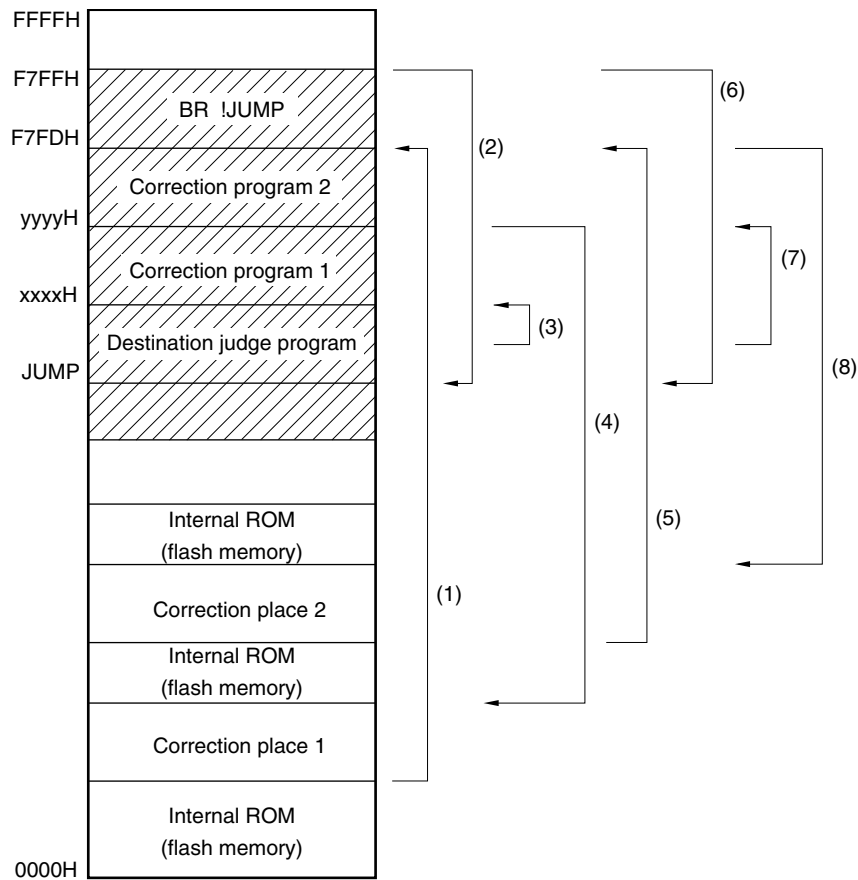 FFFFH
F7FFH
BR !JUMP
(6)
F7FDH
(2)
Correction program 2
yyyyH
Correction program 1
(7)
xxxxH
(3)
Destination judge program
JUMP
(8)
(4)
Internal ROM
(flash memory)
(5)
(1)
Correction place 2
Internal ROM
(flash memory)
Correction place 1
Internal ROM
(flash memory)
0000H